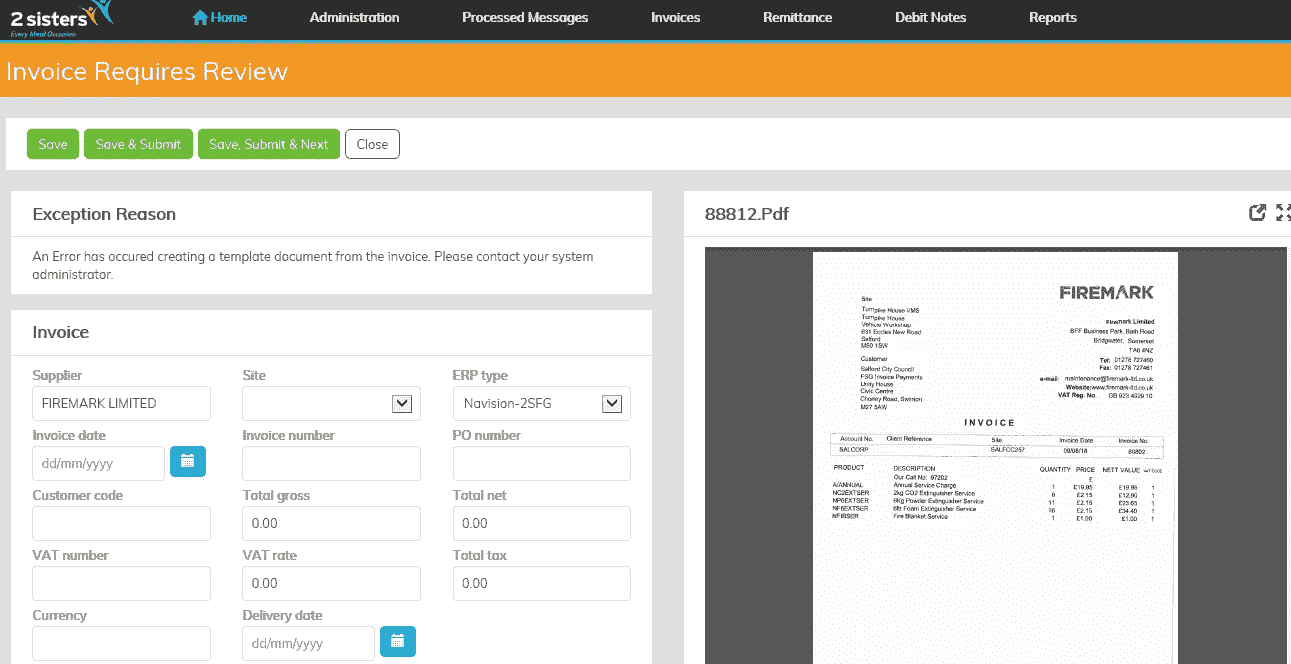 2 sisters
Every Meal Occasion
Home
Administration
Processed Messages
Invoices
Remittance
Debit Notes
Reports
Invoice Requires Review
Save
Save & Submit
Save, Submit & Next
Close
Exception Reason
An Error has occured creating a template document from the invoice. Please contact your system
administrator.
Invoice
Supplier
Site
ERP type
FIREMARK LIMITED
Navision-2SFG
Invoice date
Invoice number
PO number
dd/mm/yyyy
Customer code
Total gross
Total net
0.00
0.00
VAT number
VAT rate
Total tax
0.00
0.00
Currency
Delivery date
dd/mm/yyyy
88812.Pdf
FIREMARK
Site
Turnpike House VMS
Turnpike House
Vehicle Workshop
631 Eccles New Road
Salford
M50 1SW
Customer
Salford City Council
FSG Invoice Payments
Unity House
Civic Centre
Chorley Road, Swinton
M27 5AW
Firemark Limited
BFF Business Park, Bath Road
Bridgwater, Somerset
TA6 4NZ
Tel: 01278 727460
Fax: 01278 727461
e-mail: maintenance@firemark-ltd.co.uk
Website:www.firemark-ltd.co.uk
VAT Reg. No. GB 923 4929 10
INVOICE
Account No. Client Reference Site Invoice Date Invoice No.
SALCORP SALFCC257 09/08/18 88802
PRODUCT DESCRIPTION QUANTITY PRICE NETT VALUE
Our Call No: 97202 £
A/ANNUAL Annual Service Charge 1 £19.95 £19.95 1
NC2EXTSER 2kg CO2 Extinguisher Service 6 £2.15 £12.90 1
NP6EXTSER 6Kg Powder Extinguisher Service 11 £2.15 £23.65 1
NF6EXTSER 6ltr Foam Extinguisher Service 16 £2.15 £34.40 1
NFIBSER Fire Blanket Service 1 £1.00 £1.00 1